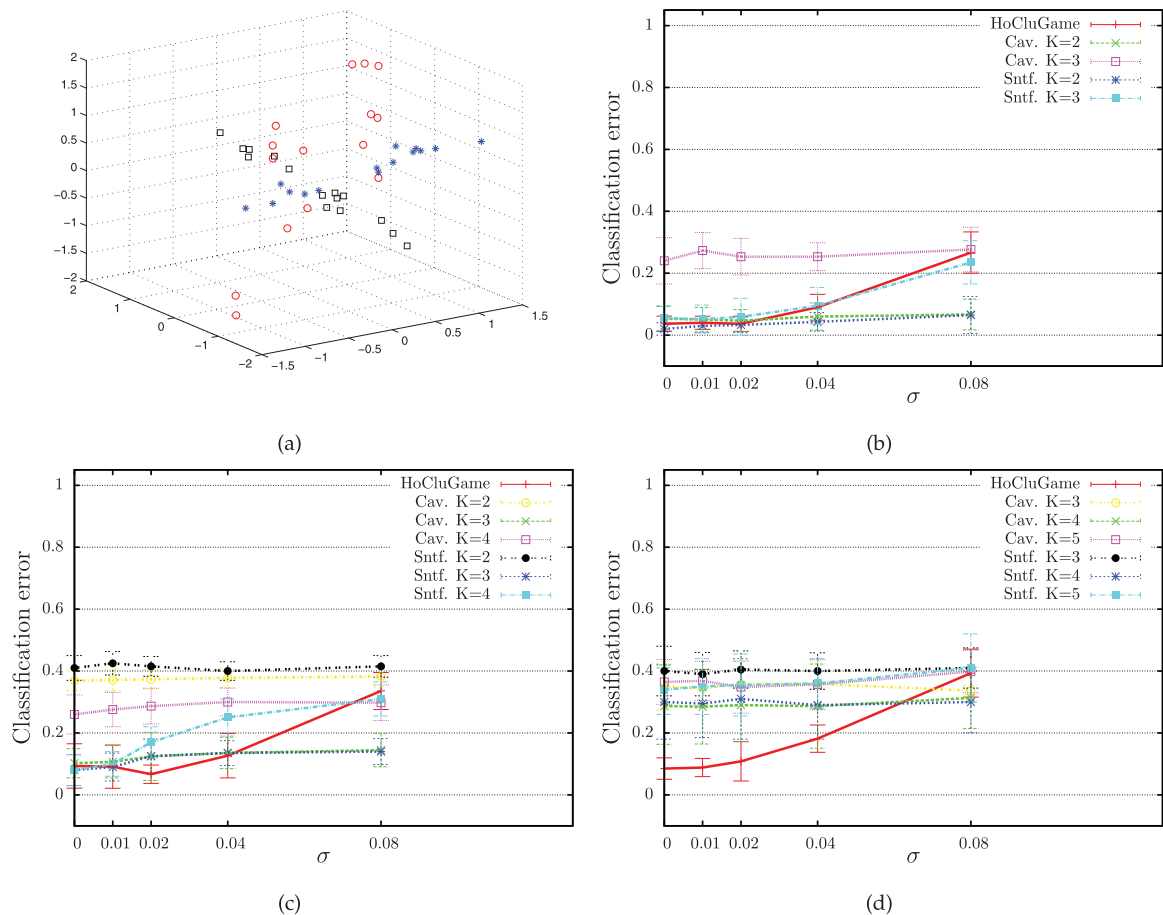 2
1.5
1
0.5
0
−0.5
−1
−1.5
−2
2
1
0
−1
−2
−1.5
−1
−0.5
0
0.5
1
1.5
(a)
1
0.8
0.6
0.4
0.2
0
Classification error
HoCluGame
Cav. K=2
Cav. K=3
Sntf. K=2
Sntf. K=3
0 0.01 0.02 0.04 0.08
σ
(b)
1
0.8
0.6
0.4
0.2
0
Classification error
HoCluGame
Cav. K=2
Cav. K=3
Cav. K=4
Sntf. K=2
Sntf. K=3
Sntf. K=4
0 0.01 0.02 0.04 0.08
σ
(c)
1
0.8
0.6
0.4
0.2
0
Classification error
HoCluGame
Cav. K=3
Cav. K=4
Cav. K=5
Sntf. K=3
Sntf. K=4
Sntf. K=5
0 0.01 0.02 0.04 0.08
σ
(d)